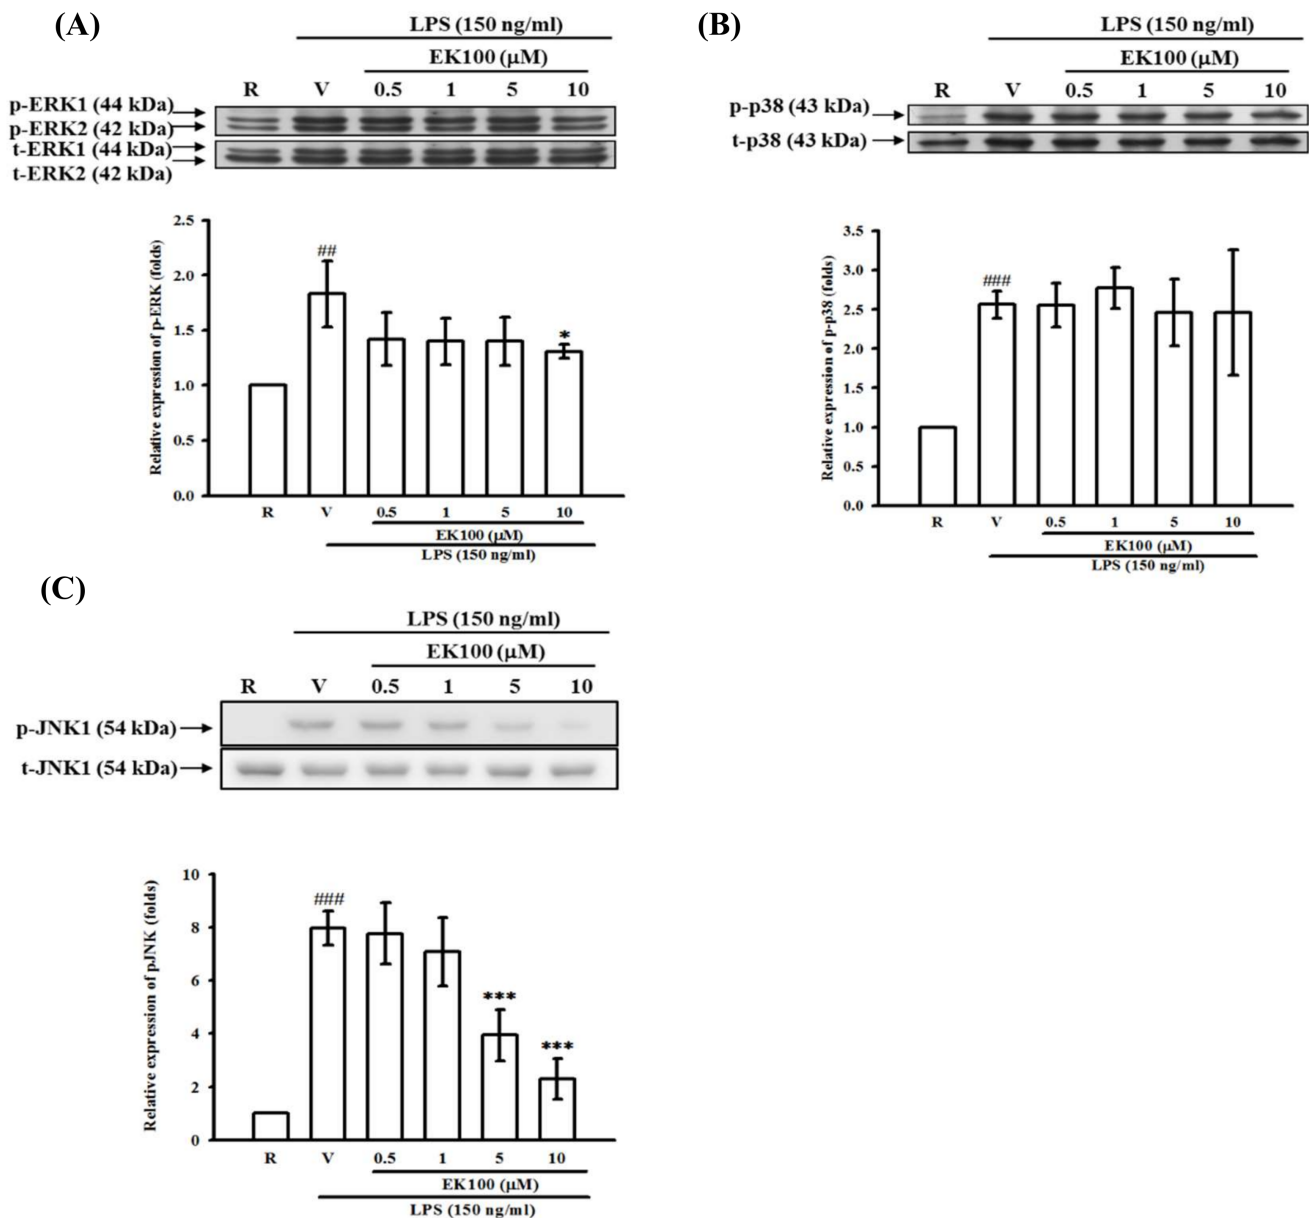 (A)
LPS (150 ng/ml)
EK100 (μM)
R V 0.5 1 5 10
p-ERK1 (44 kDa)
p-ERK2 (42 kDa)
t-ERK1 (44 kDa)
t-ERK2 (42 kDa)
Relative expression of p-ERK (folds)
2.5
2.0
1.5
1.0
0.5
0.0
##
*
R V 0.5 1 5 10
EK100 (μM)
LPS (150 ng/ml)
(B)
LPS (150 ng/ml)
EK100 (μM)
R V 0.5 1 5 10
p-p38 (43 kDa)
t-p38 (43 kDa)
Relative expression of p-p38 (folds)
3.5
3.0
2.5
2.0
1.5
1.0
0.5
0.0
###
R V 0.5 1 5 10
EK100 (μM)
LPS (150 ng/ml)
(C)
LPS (150 ng/ml)
EK100 (μM)
R V 0.5 1 5 10
p-JNK1 (54 kDa)
t-JNK1 (54 kDa)
Relative expression of pJNK (folds)
10
8
6
4
2
0
###
***
***
R V 0.5 1 5 10
EK100 (μM)
LPS (150 ng/ml)